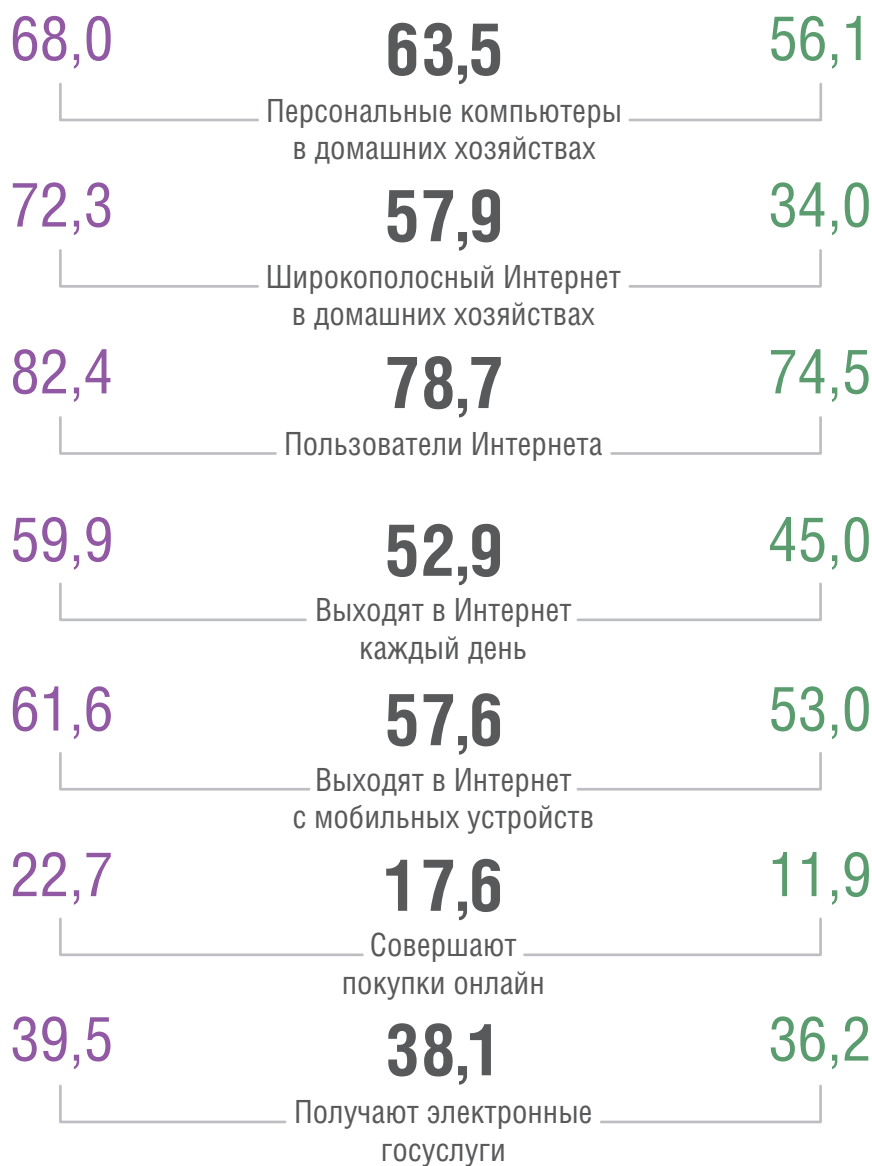 68,0 63,5 56,1
Персональные компьютеры
в домашних хозяйствах
72,3 57,9 34,0
Широкополосный Интернет
в домашних хозяйствах
82,4 78,7 74,5
Пользователи Интернета
59,9 52,9 45,0
Выходят в Интернет
каждый день
61,6 57,6 53,0
Выходят в Интернет
с мобильных устройств
22,7 17,6 11,9
Совершают
покупки онлайн
39,5 38,1 36,2
Получают электронные
госуслуги